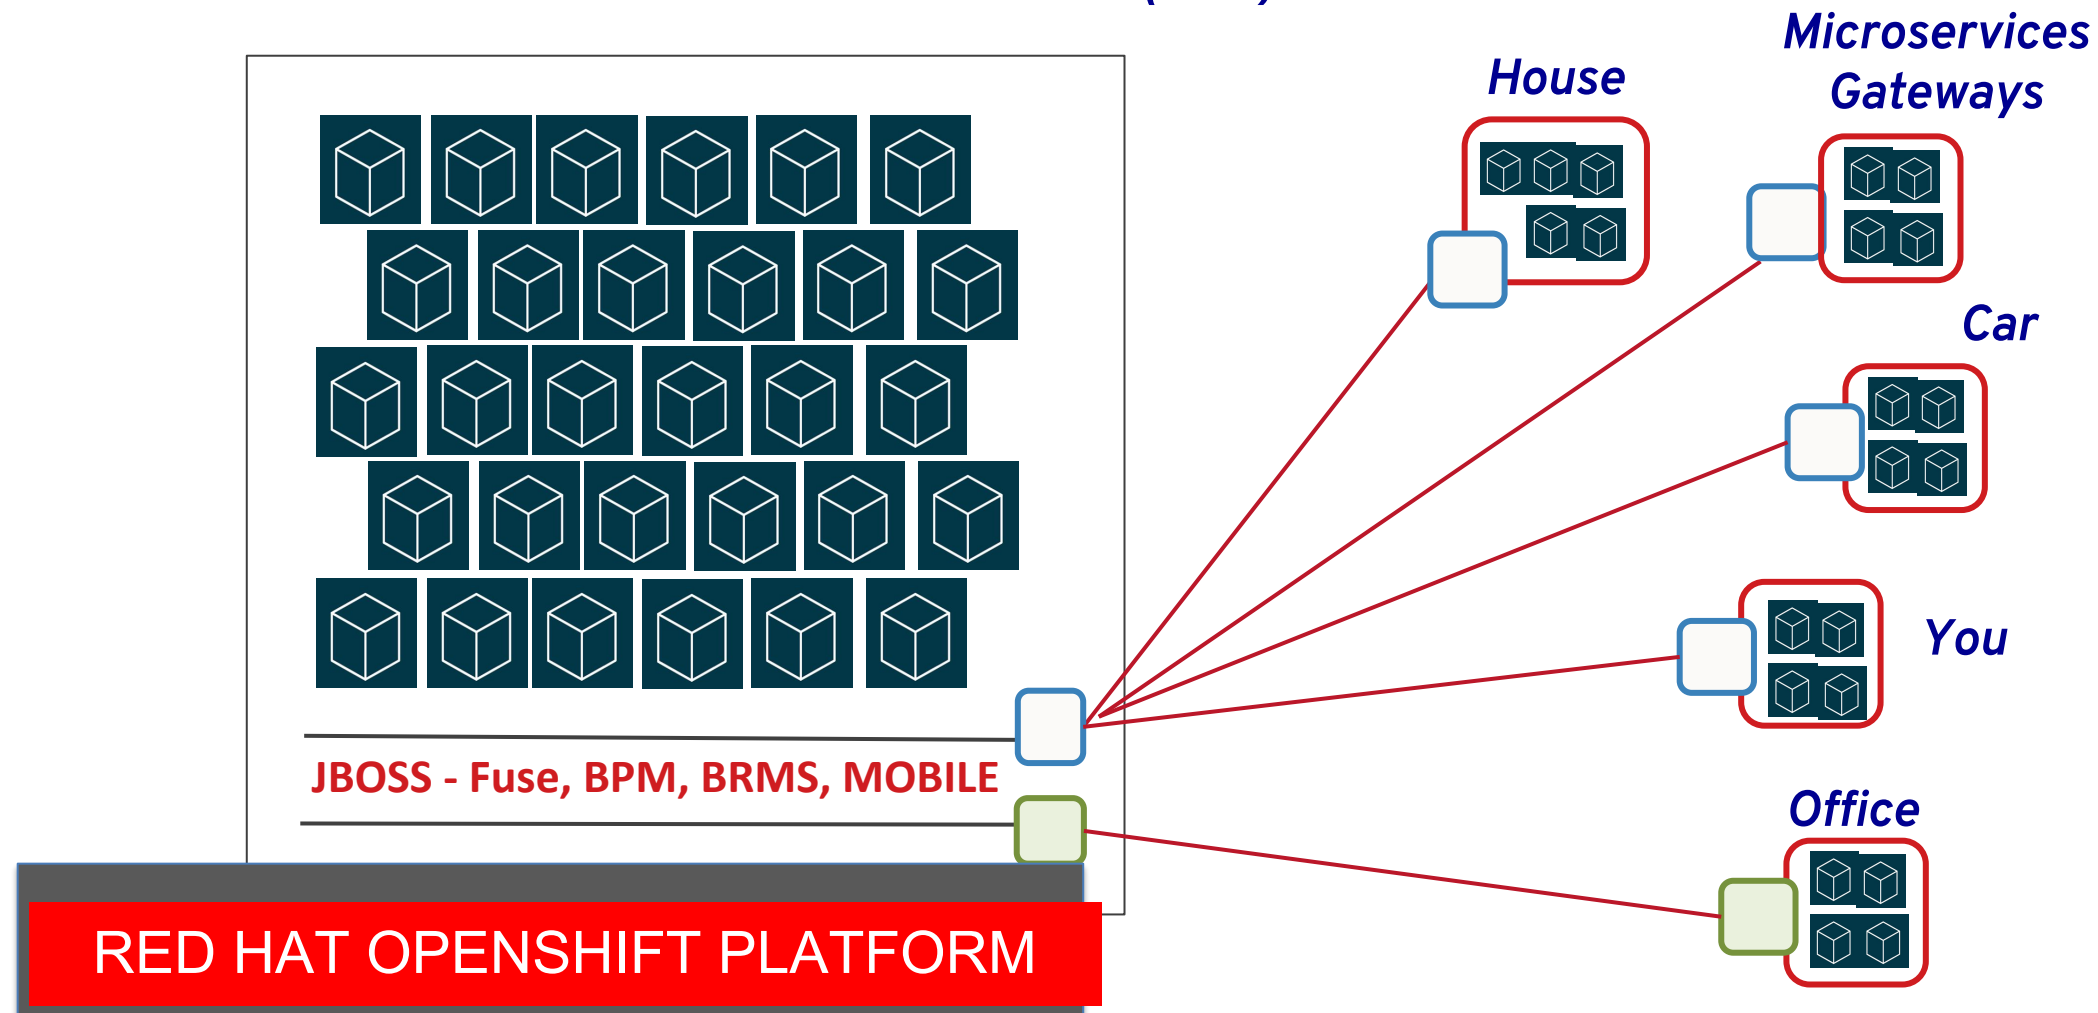 House
Microservices
Gateways
Car
You
JBOSS - Fuse, BPM, BRMS, MOBILE
Office
RED HAT OPENSHIFT PLATFORM